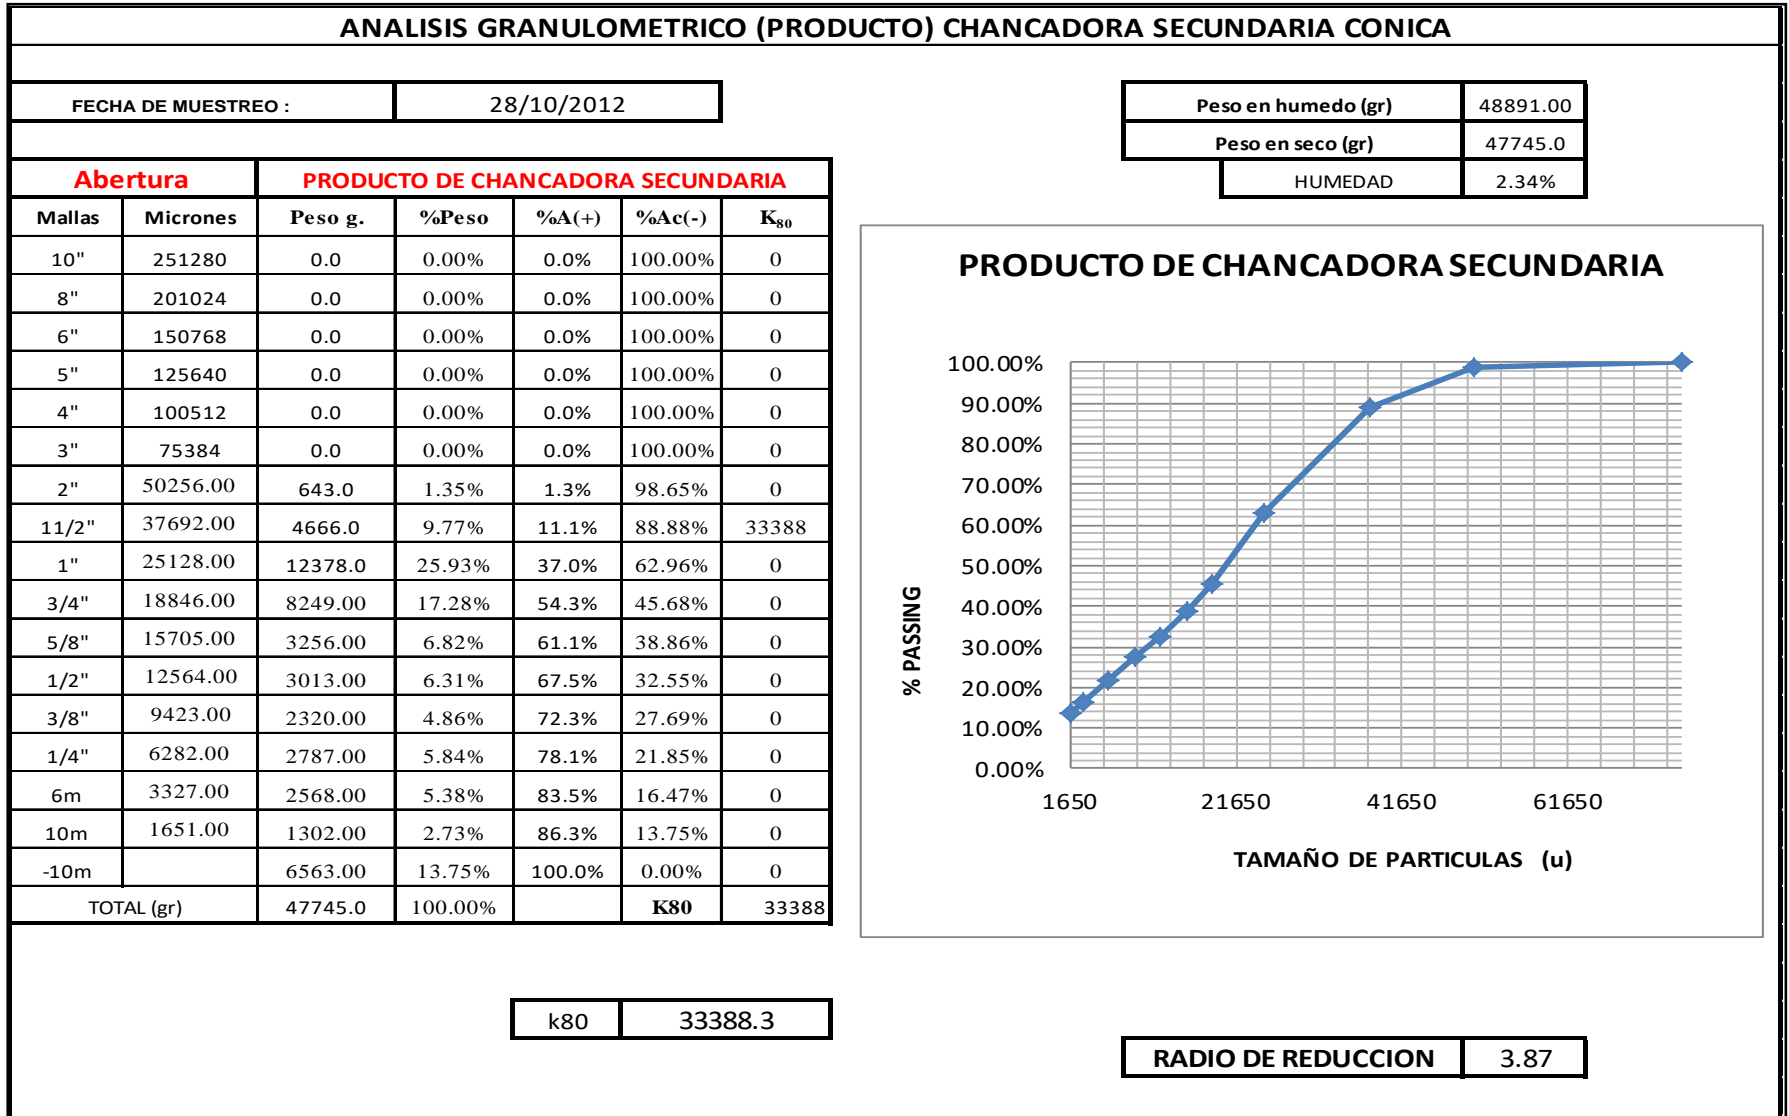 ANALISIS GRANULOMETRICO (PRODUCTO) CHANCADORA SECUNDARIA CONICA
FECHA DE MUESTREO : 28/10/2012
Peso en humedo (gr) 48891.00
Peso en seco (gr) 47745.0
HUMEDAD 2.34%
Abertura PRODUCTO DE CHANCADORA SECUNDARIA
Mallas Micrones Peso g. %Peso %A(+) %Ac(-) K80
10" 251280 0.0 0.00% 0.0% 100.00% 0
8" 201024 0.0 0.00% 0.0% 100.00% 0
6" 150768 0.0 0.00% 0.0% 100.00% 0
5" 125640 0.0 0.00% 0.0% 100.00% 0
4" 100512 0.0 0.00% 0.0% 100.00% 0
3" 75384 0.0 0.00% 0.0% 100.00% 0
2" 50256.00 643.0 1.35% 1.3% 98.65% 0
11/2" 37692.00 4666.0 9.77% 11.1% 88.88% 33388
1" 25128.00 12378.0 25.93% 37.0% 62.96% 0
3/4" 18846.00 8249.00 17.28% 54.3% 45.68% 0
5/8" 15705.00 3256.00 6.82% 61.1% 38.86% 0
1/2" 12564.00 3013.00 6.31% 67.5% 32.55% 0
3/8" 9423.00 2320.00 4.86% 72.3% 27.69% 0
1/4" 6282.00 2787.00 5.84% 78.1% 21.85% 0
6m 3327.00 2568.00 5.38% 83.5% 16.47% 0
10m 1651.00 1302.00 2.73% 86.3% 13.75% 0
-10m 6563.00 13.75% 100.0% 0.00% 0
TOTAL (gr) 47745.0 100.00% K80 33388
k80 33388.3
PRODUCTO DE CHANCADORA SECUNDARIA
100.00%
90.00%
80.00%
70.00%
60.00%
50.00%
40.00%
30.00%
20.00%
10.00%
0.00%
% PASSING
1650 21650 41650 61650
TAMAÑO DE PARTICULAS (u)
RADIO DE REDUCCION 3.87